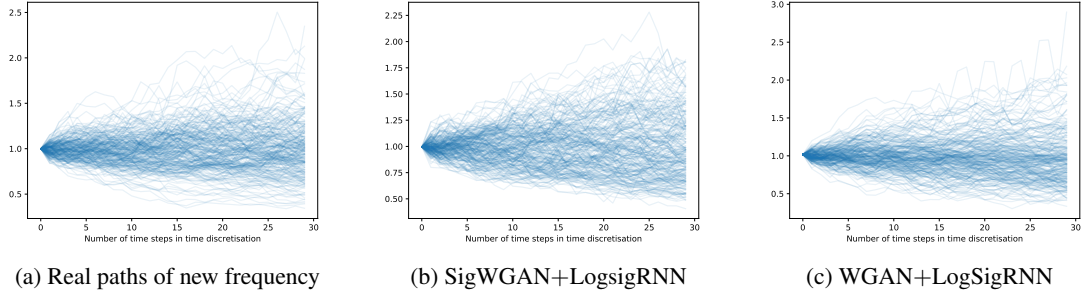 2.5
2.0
1.5
1.0
0.5
0 5 10 15 20 25 30
Number of time steps in time discretisation
(a) Real paths of new frequency
2.25
2.00
1.75
1.50
1.25
1.00
0.75
0.50
0 5 10 15 20 25 30
Number of time steps in time discretisation
(b) SigWGAN+LogsigRNN
3.0
2.5
2.0
1.5
1.0
0.5
0 5 10 15 20 25 30
Number of time steps in time discretisation
(c) WGAN+LogSigRNN